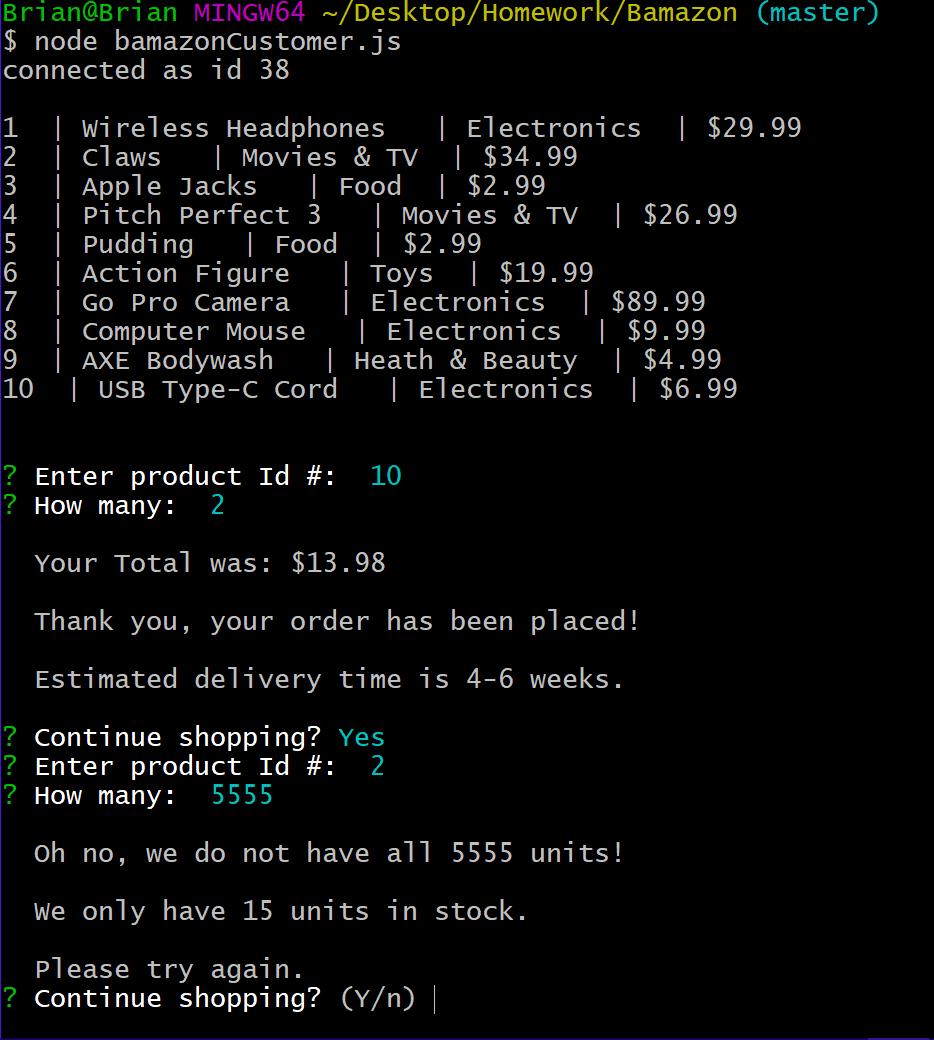 Brian@Brian MINGW64 ~/Desktop/Homework/Bamazon (master)
$ node bamazonCustomer.js
connected as id 38
1  | Wireless Headphones   | Electronics  | $29.99
2  | Claws   | Movies & TV  | $34.99
3  | Apple Jacks   | Food  | $2.99
4  | Pitch Perfect 3   | Movies & TV  | $26.99
5  | Pudding   | Food  | $2.99
6  | Action Figure   | Toys  | $19.99
7  | Go Pro Camera   | Electronics  | $89.99
8  | Computer Mouse   | Electronics  | $9.99
9  | AXE Bodywash   | Heath & Beauty  | $4.99
10  | USB Type-C Cord   | Electronics  | $6.99
? Enter product Id #:  10
? How many:  2
Your Total was: $13.98
Thank you, your order has been placed!
Estimated delivery time is 4-6 weeks.
? Continue shopping? Yes
? Enter product Id #:  2
? How many:  5555
Oh no, we do not have all 5555 units!
We only have 15 units in stock.
Please try again.
? Continue shopping? (Y/n)